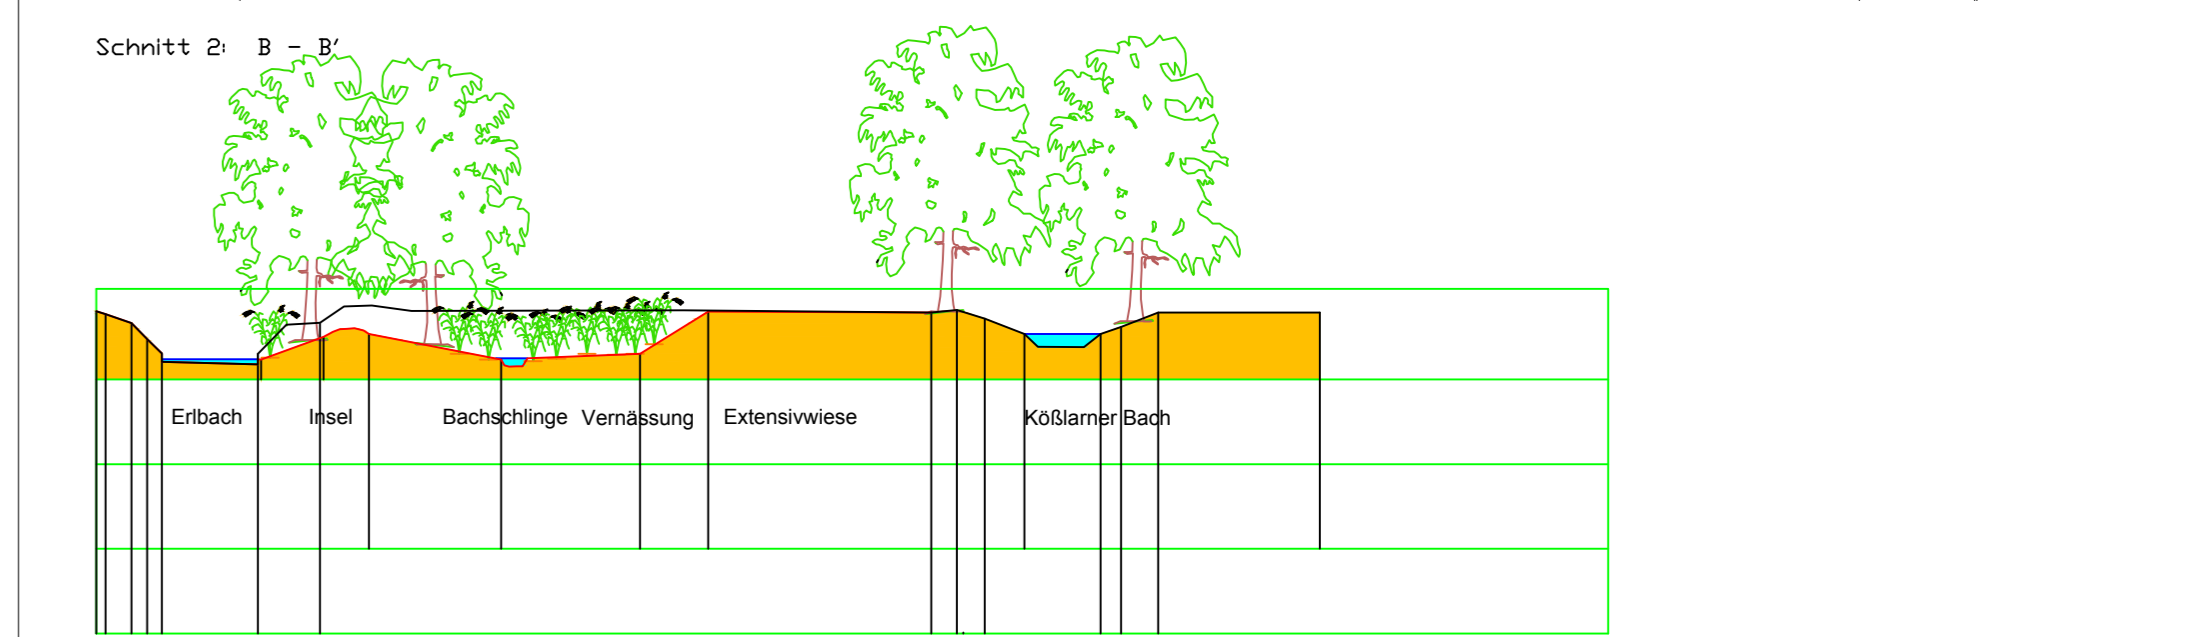 Schnitt 2: B - B'
Erlbach Insel Bachschlinge Vernässung Extensivwiese Kößlarner Bach